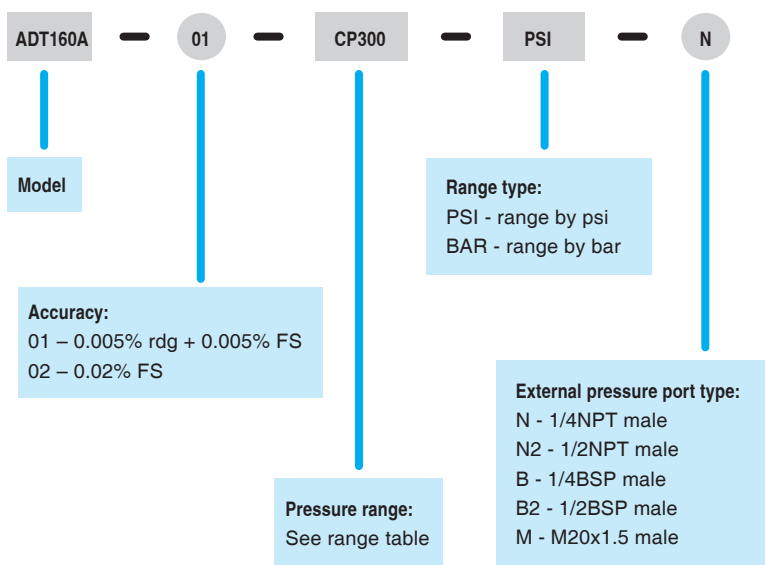 ADT160A — 01 — CP300 — PSI — N
Model
Range type:
PSI - range by psi
BAR - range by bar
Accuracy:
01 – 0.005% rdg + 0.005% FS
02 – 0.02% FS
External pressure port type:
N - 1/4NPT male
N2 - 1/2NPT male
B - 1/4BSP male
B2 - 1/2BSP male
M - M20x1.5 male
Pressure range:
See range table